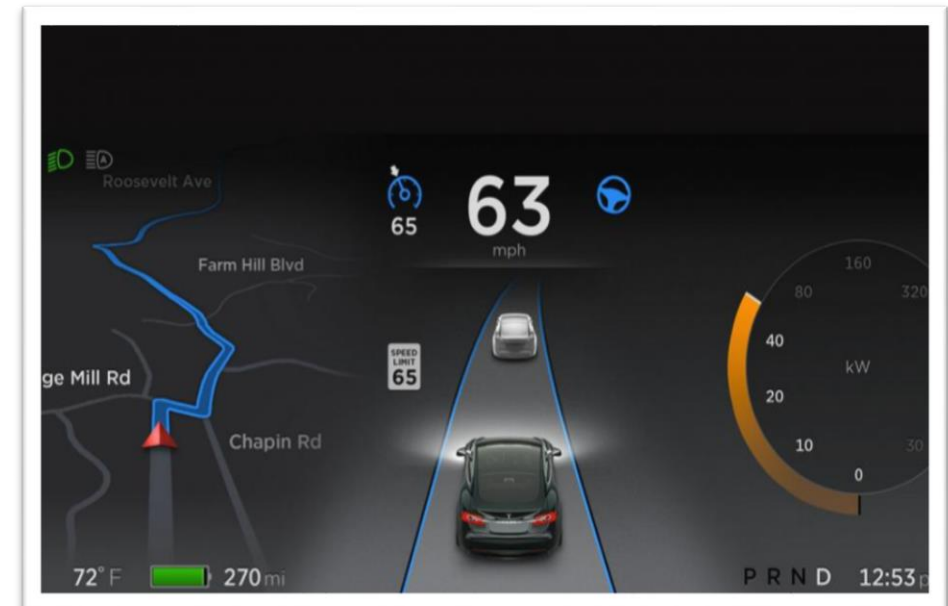 Roosevelt Ave
Farm Hill Blvd
ge Mill Rd
Chapin Rd
72° F
270 mi
65
63
mph
SPEED
LIMIT
65
160
80
320
40
kW
20
10
30
0
P R N D
12:53 p
A